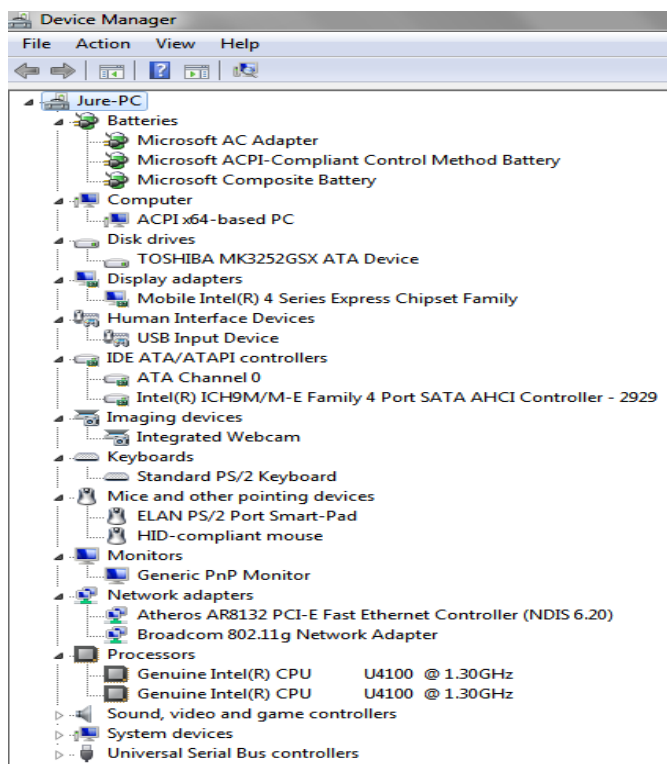 Device Manager
File Action View Help
Jure-PC
Batteries
Microsoft AC Adapter
Microsoft ACPI-Compliant Control Method Battery
Microsoft Composite Battery
Computer
ACPI x64-based PC
Disk drives
TOSHIBA MK3252GSX ATA Device
Display adapters
Mobile Intel(R) 4 Series Express Chipset Family
Human Interface Devices
USB Input Device
IDE ATA/ATAPI controllers
ATA Channel 0
Intel(R) ICH9M/M-E Family 4 Port SATA AHCI Controller - 2929
Imaging devices
Integrated Webcam
Keyboards
Standard PS/2 Keyboard
Mice and other pointing devices
ELAN PS/2 Port Smart-Pad
HID-compliant mouse
Monitors
Generic PnP Monitor
Network adapters
Atheros AR8132 PCI-E Fast Ethernet Controller (NDIS 6.20)
Broadcom 802.11g Network Adapter
Processors
Genuine Intel(R) CPU U4100 @ 1.30GHz
Genuine Intel(R) CPU U4100 @ 1.30GHz
Sound, video and game controllers
System devices
Universal Serial Bus controllers